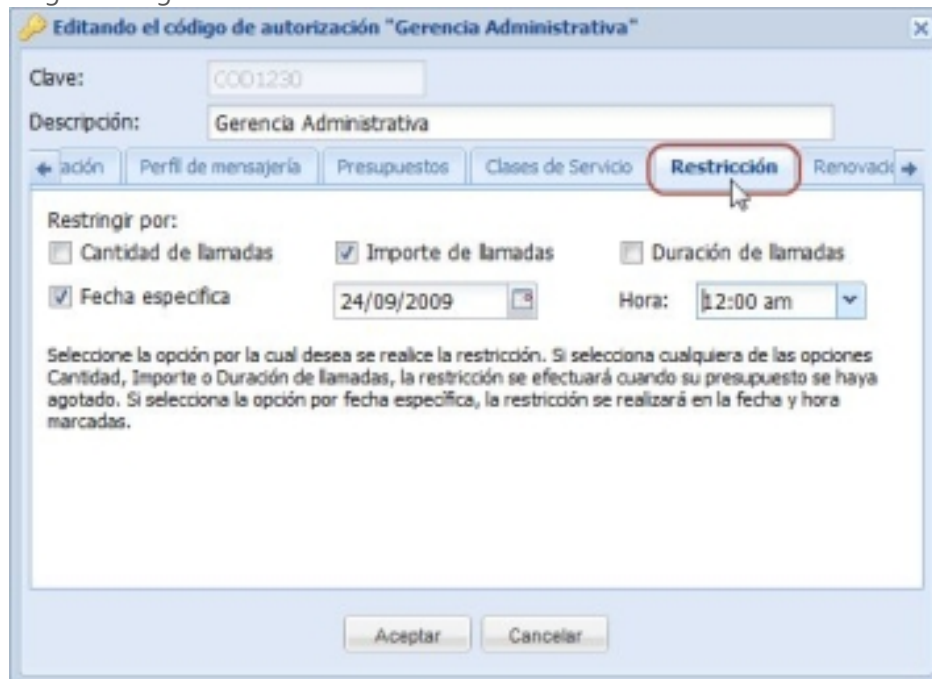 Editando el código de autorización "Gerencia Administrativa"
Clave: COD1230
Descripción: Gerencia Administrativa
ación Perfil de mensajería Presupuestos Clases de Servicio Restricción Renovació
Restringir por:
Cantidad de llamadas Importe de llamadas Duración de llamadas
Fecha especifica 24/09/2009 Hora: 12:00 am
Seleccione la opción por la cual desea se realice la restricción. Si selecciona cualquiera de las opciones
Cantidad, Importe o Duración de llamadas, la restricción se efectuará cuando su presupuesto se haya
agotado. Si selecciona la opción por fecha específica, la restricción se realizará en la fecha y hora
marcadas.
Aceptar Cancelar